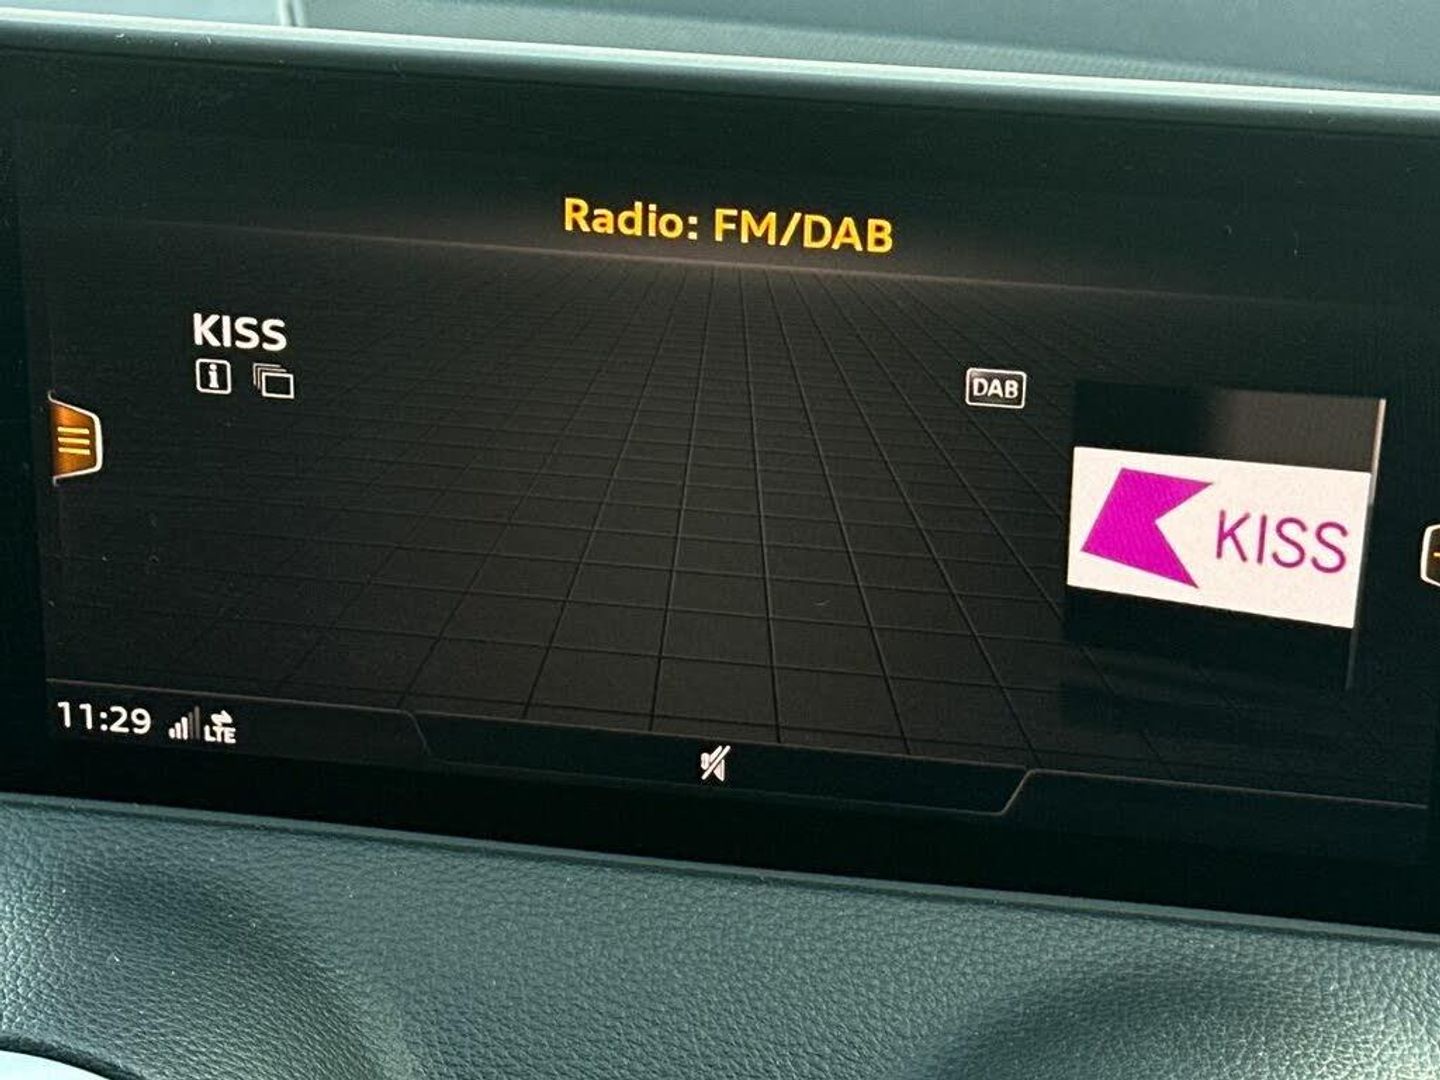 Radio: FM/DAB
KISS
DAB
KISS
11:29
LTE